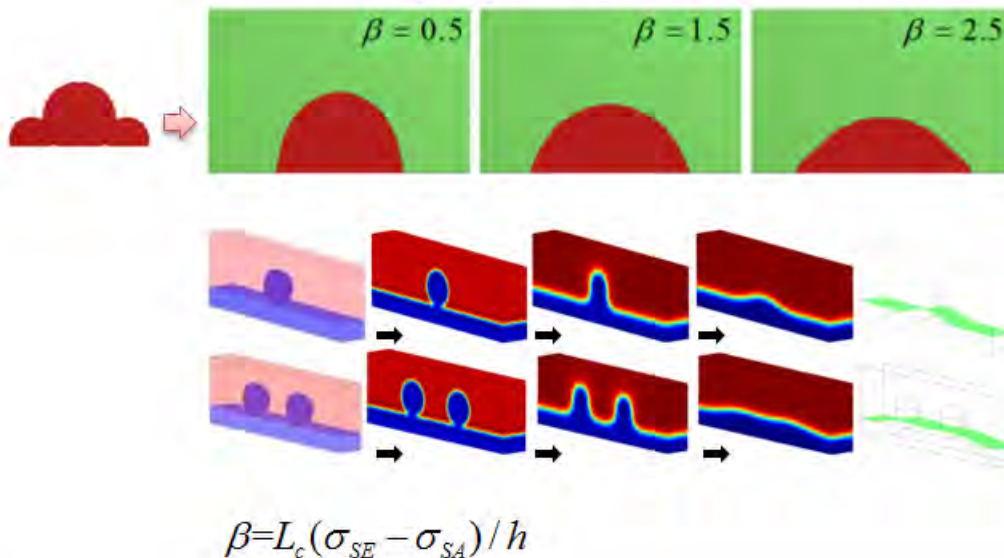 β = 0.5
β = 1.5
β = 2.5
β=L_c(σ_SE − σ_SA)/h